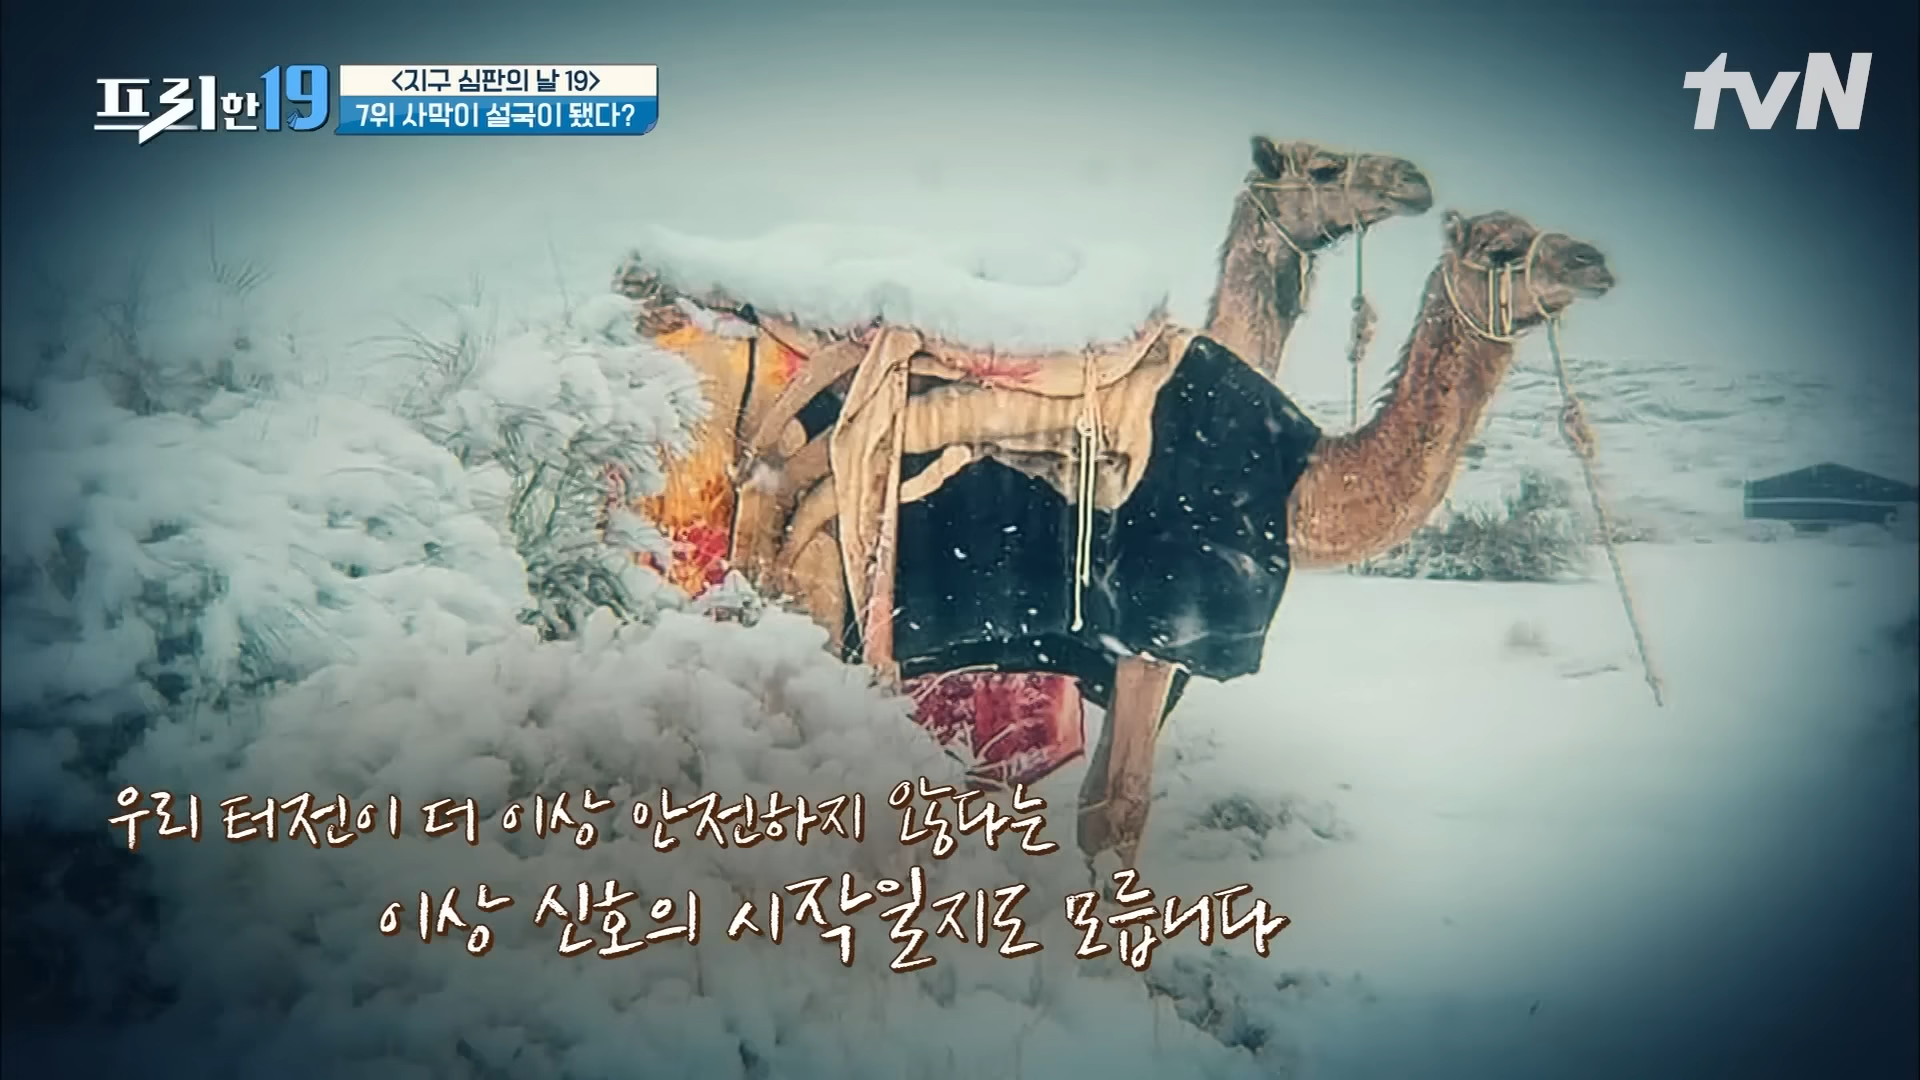 프리한19
<지구 심판의 날 19>
7위 사막이 설국이 됐다?
tvN
우리 터전이 더 이상 안전하지 않다는
이상 신호의 시작일지도 모릅니다